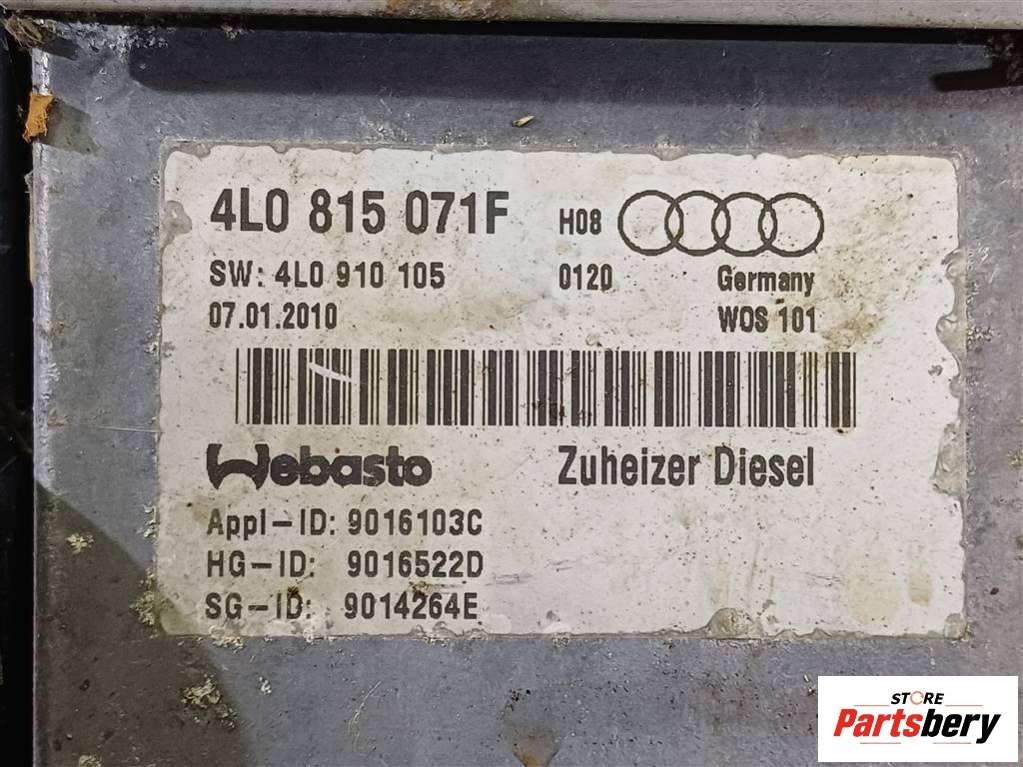 4L0 815 071F H08
SW: 4L0 910 105 0120 Germany
07.01.2010 WOS 101
Webasto Zuheizer Diesel
Appl-ID: 9016103C
HG-ID: 9016522D
SG-ID: 9014264E
STORE
Partsbery